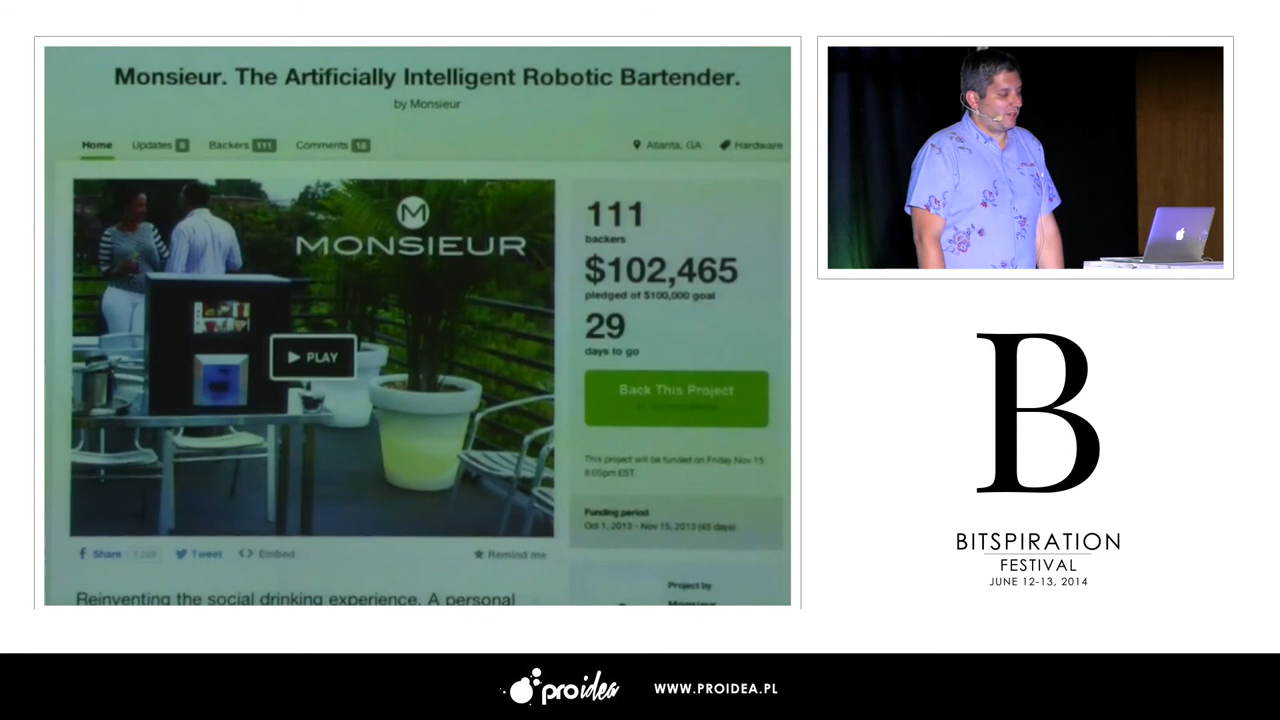 Monsieur. The Artificially Intelligent Robotic Bartender.
by Monsieur
Home Updates 6 Backers 111 Comments 18 Atlanta, GA Hardware
M
MONSIEUR
PLAY
111
backers
$102,465
pledged of $100,000 goal
29
days to go
Back This Project
This project will be funded on Friday Nov 15,
Funding period
Oct 1, 2013 - Nov 15, 2013 (45 days)
Share Tweet Embed Remind me
Project by
Monsieur
Reinventing the social drinking experience. A personal
B
BITSPIRATION
FESTIVAL
JUNE 12-13, 2014
proidea WWW.PROIDEA.PL